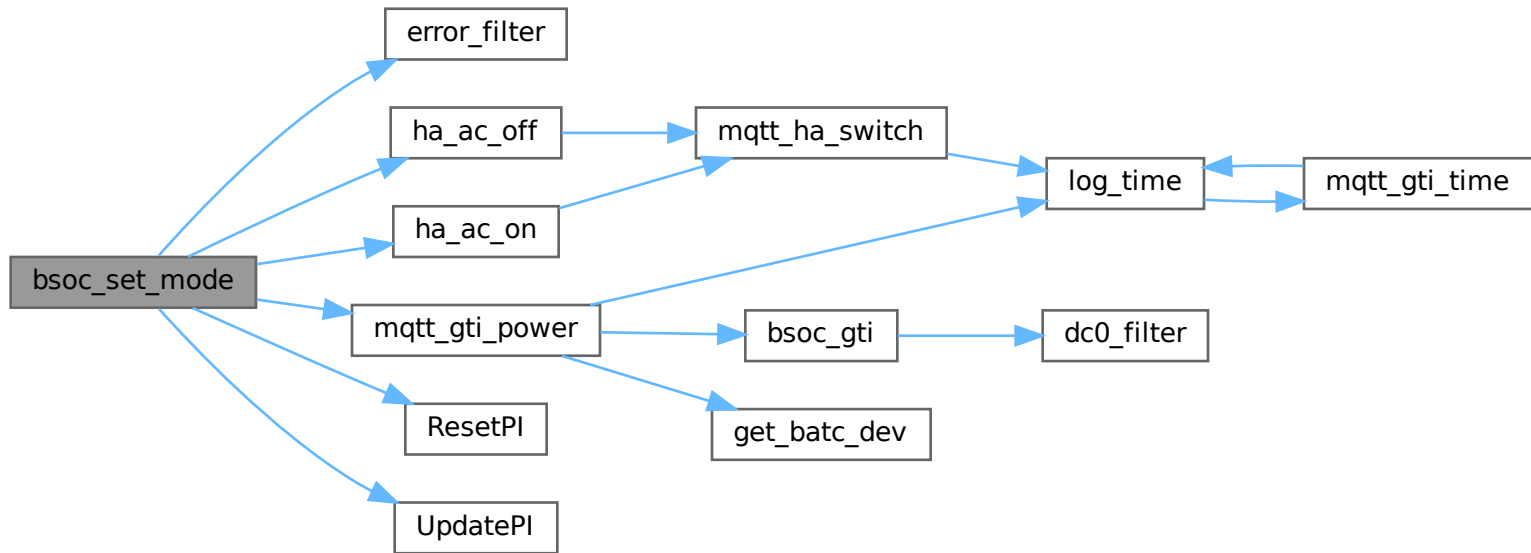 error_filter
ha_ac_off
mqtt_ha_switch
log_time
mqtt_gti_time
ha_ac_on
bsoc_set_mode
mqtt_gti_power
bsoc_gti
dc0_filter
ResetPI
get_batc_dev
UpdatePI